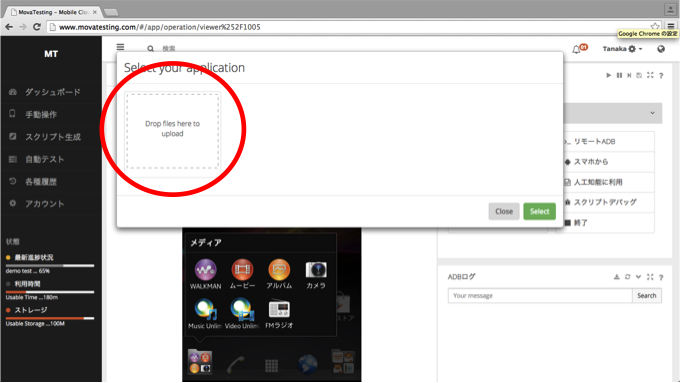 MovaTesting - Mobile Clo
www.movatesting.com/#/app/operation/viewer%252F1005
Google Chrome の設定
MT
検索
Tanaka
Select your application
Drop files here to
upload
Close
Select
ダッシュボード
手動操作
スクリプト生成
自動テスト
各種履歴
アカウント
状態
最新進捗状況
demo test ... 65%
利用時間
Usable Time ...180m
ストレージ
Usable Storage ...100M
リモートADB
スマホから
人工知能に利用
スクリプトデバッグ
終了
メディア
WALKMAN
ムービー
アルバム
カメラ
Music Unlim
Video Unlim
FMラジオ
ストア
ADBログ
Your message
Search